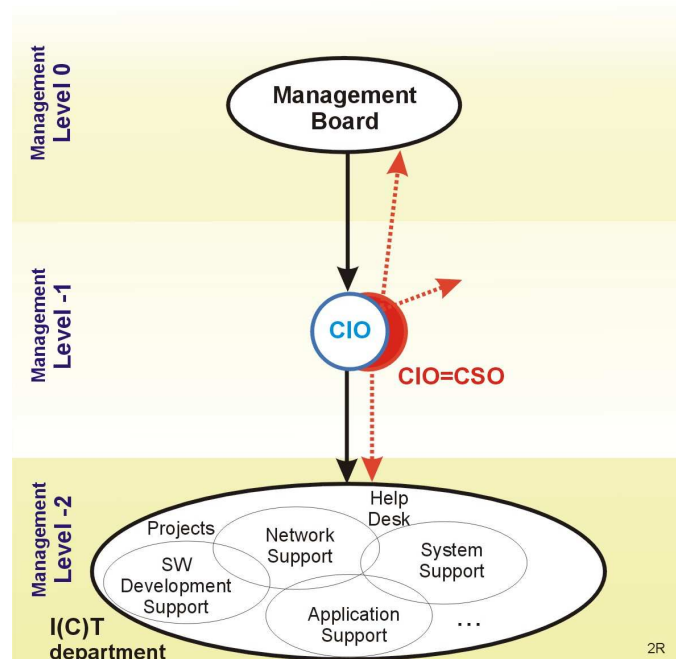 Management
Level 0
Management
Board
Management
Level -1
CIO
CIO=CSO
Management
Level -2
Help
Desk
Projects
Network
Support
System
Support
SW
Development
Support
Application
Support
...
I(C)T
department
2R